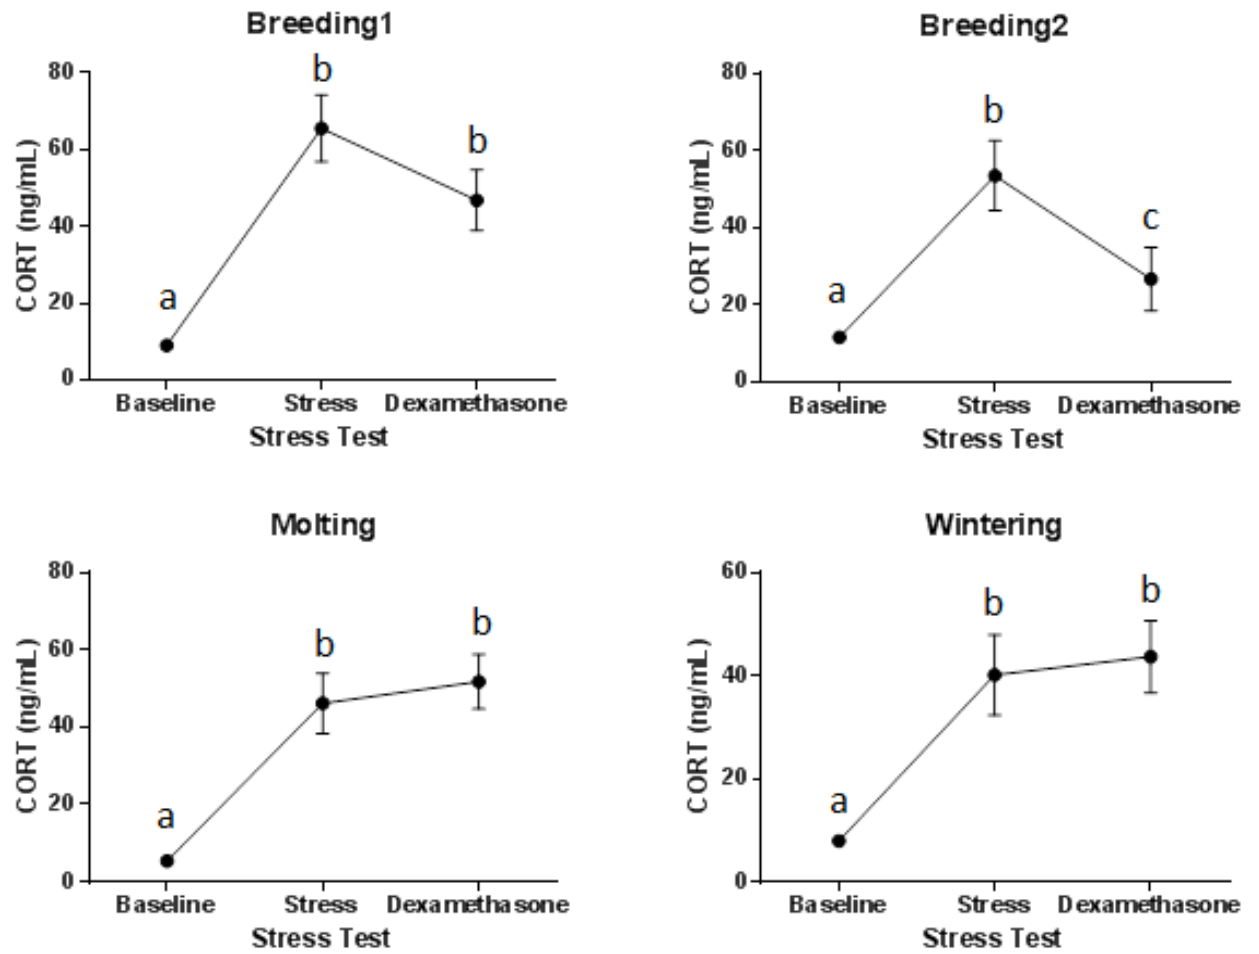 Breeding1
80
60
40
20
0
CORT (ng/mL)
a
b
b
Baseline Stress Dexamethasone
Stress Test
Breeding2
80
60
40
20
0
CORT (ng/mL)
a
b
c
Baseline Stress Dexamethasone
Stress Test
Molting
80
60
40
20
0
CORT (ng/mL)
a
b
b
Baseline Stress Dexamethasone
Stress Test
Wintering
60
40
20
0
CORT (ng/mL)
a
b
b
Baseline Stress Dexamethasone
Stress Test